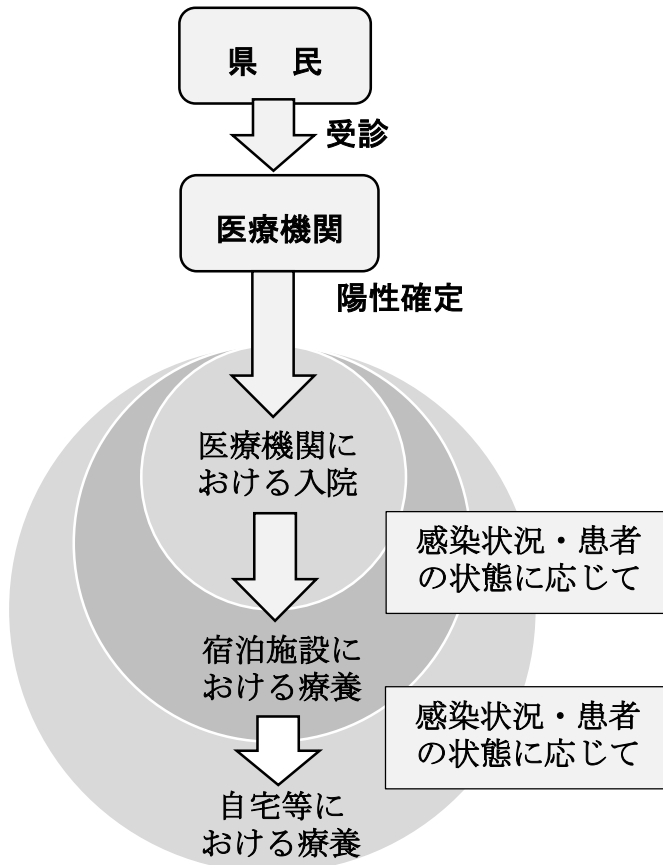 県　民
受診
医療機関
陽性確定
医療機関に
おける入院
感染状況・患者
の状態に応じて
宿泊施設に
おける療養
感染状況・患者
の状態に応じて
自宅等に
おける療養